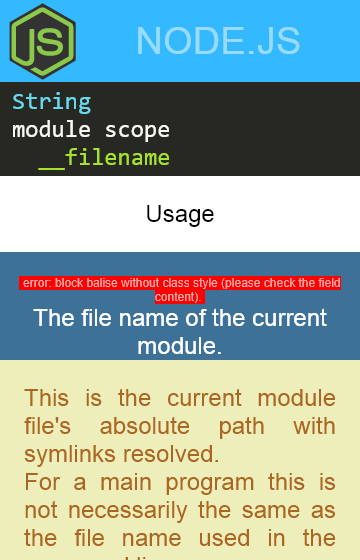 JS
NODE.JS
String
module scope
__filename
Usage
error: block balise without class style (please check the field
content).
The file name of the current
module.
This is the current module
file's absolute path with
symlinks resolved.
For a main program this is
not necessarily the same as
the file name used in the